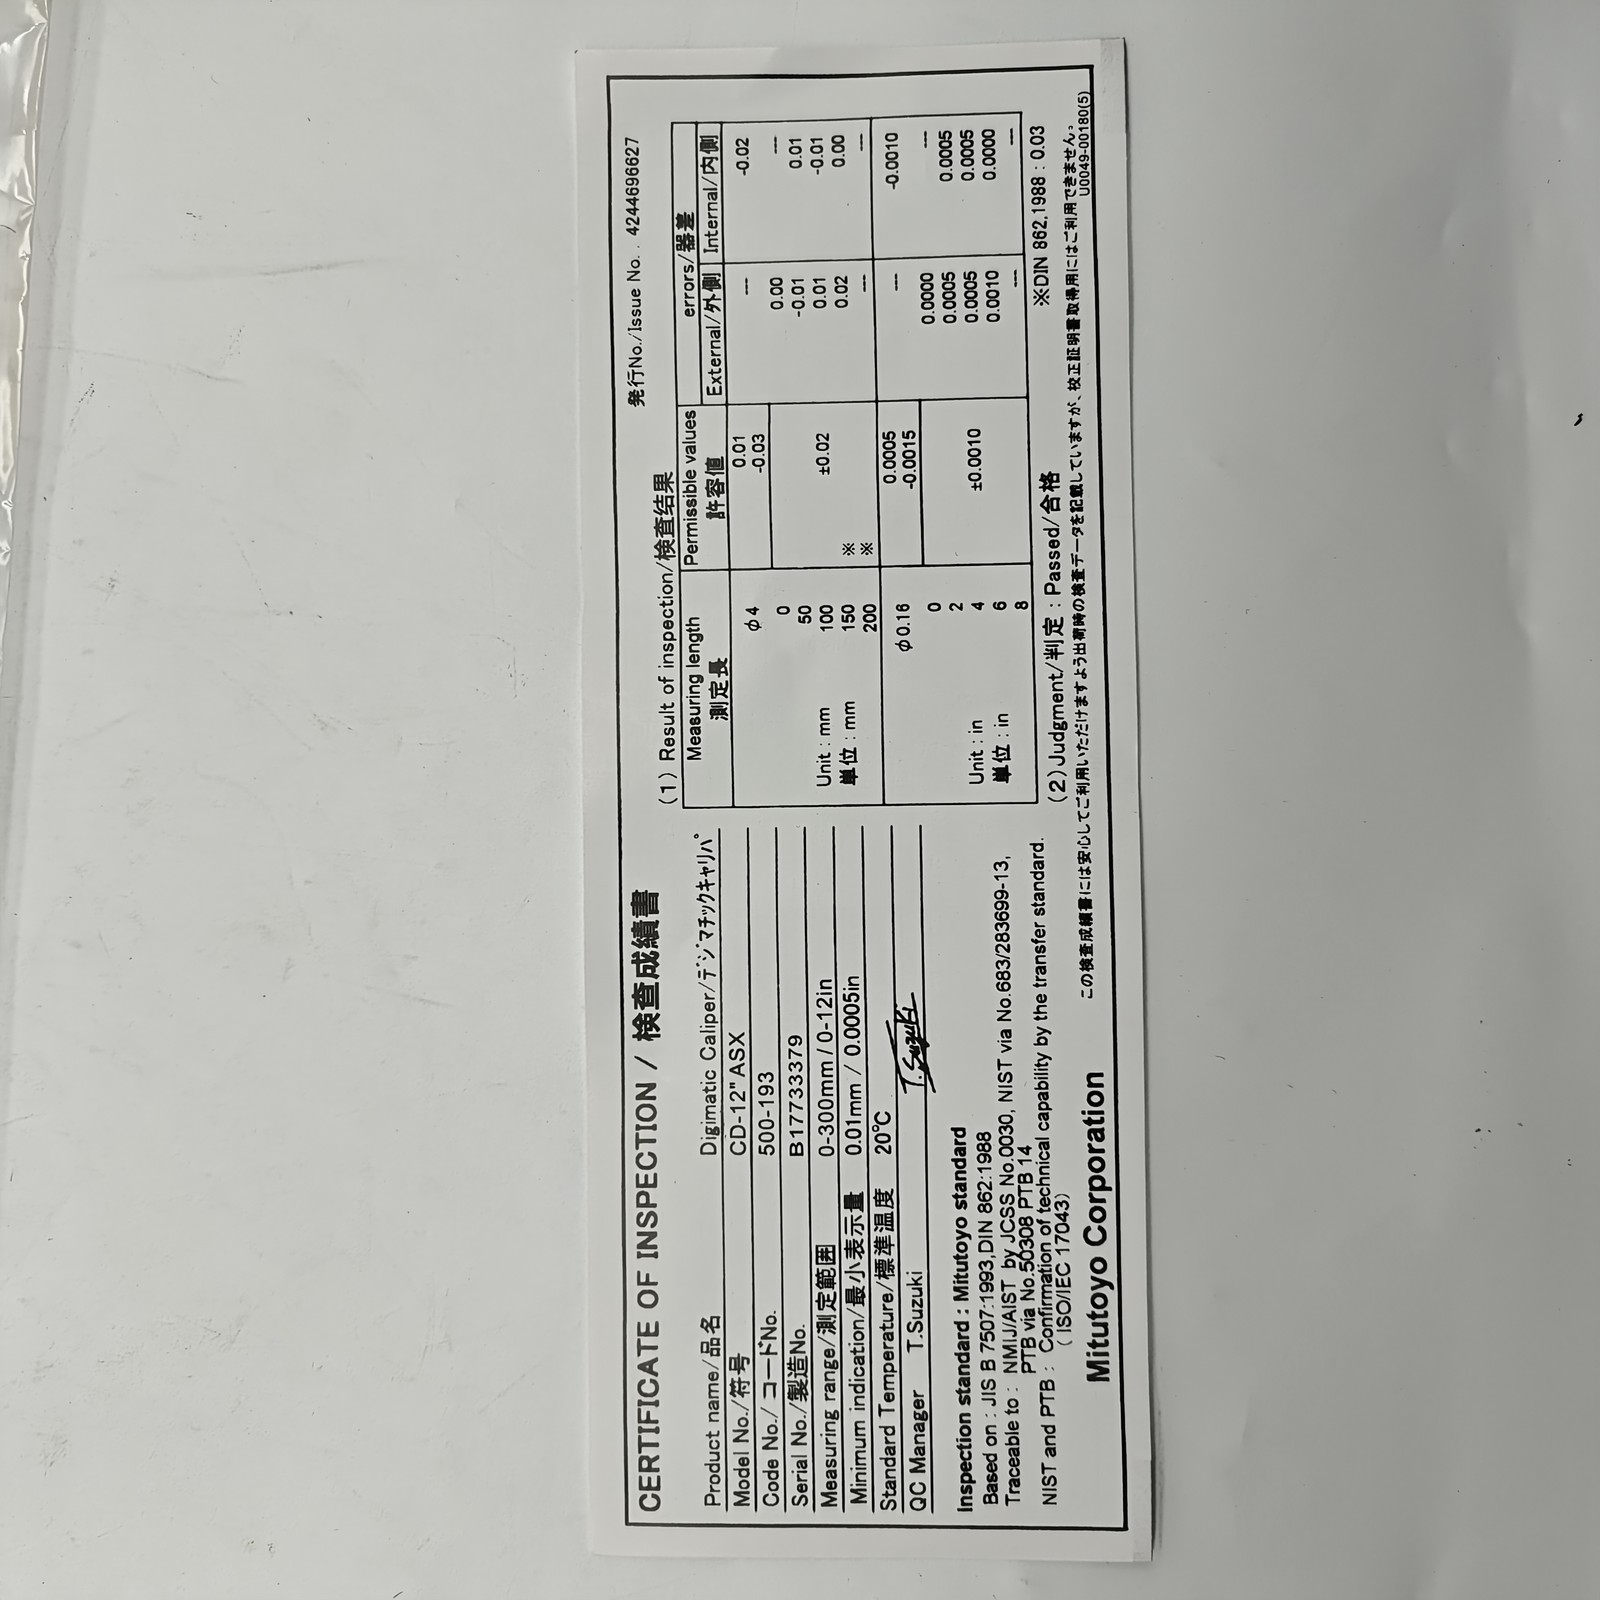 CERTIFICATE OF INSPECTION / 検査成績書
発行No./Issue No. . 4244696627
Product name/品名 Digimatic Caliper/デジマチックキャリパ
Model No./符号 CD-12" ASX
Code No./コードNo. 500-193
Serial No./製造No. B17733379
Measuring range/測定範囲 0-300mm / 0-12in
Minimum indication/最小表示量 0.01mm / 0.0005in
Standard Temperature/標準温度 20℃
QC Manager T.Suzuki T.Suzuki
Inspection standard : Mitutoyo standard
Based on : JIS B 7507:1993,DIN 862:1988
Traceable to : NMIJ/AIST by JCSS No.0030, NIST via No.683/283699-13,
PTB via No.50308 PTB 14
NIST and PTB : Confirmation of technical capability by the transfer standard.
( ISO/IEC 17043)
Mitutoyo Corporation
(1) Result of inspection/検査結果
Measuring length Permissible values errors/器差
測定長 許容値 External/外側 Internal/内側
φ4 0.01 --- -0.02
-0.03
0 0.00 ---
50 -0.01 0.01
Unit : mm 100 ±0.02 0.01 -0.01
単位 : mm 150 ※ 0.02 0.00
200 ※ --- ---
φ0.16 0.0005 --- -0.0010
-0.0015
0 0.0000 ---
2 0.0005 0.0005
Unit : in 4 ±0.0010 0.0005 0.0005
単位 : in 6 0.0010 0.0000
8 --- ---
(2)Judgment/判定 : Passed/合格 ※DIN 862,1988 : 0.03
この検査成績書には安心してご利用いただけますよう出荷時の検査データを記載していますが、校正証明書取得用にはご利用できません。
U0049-00180(5)